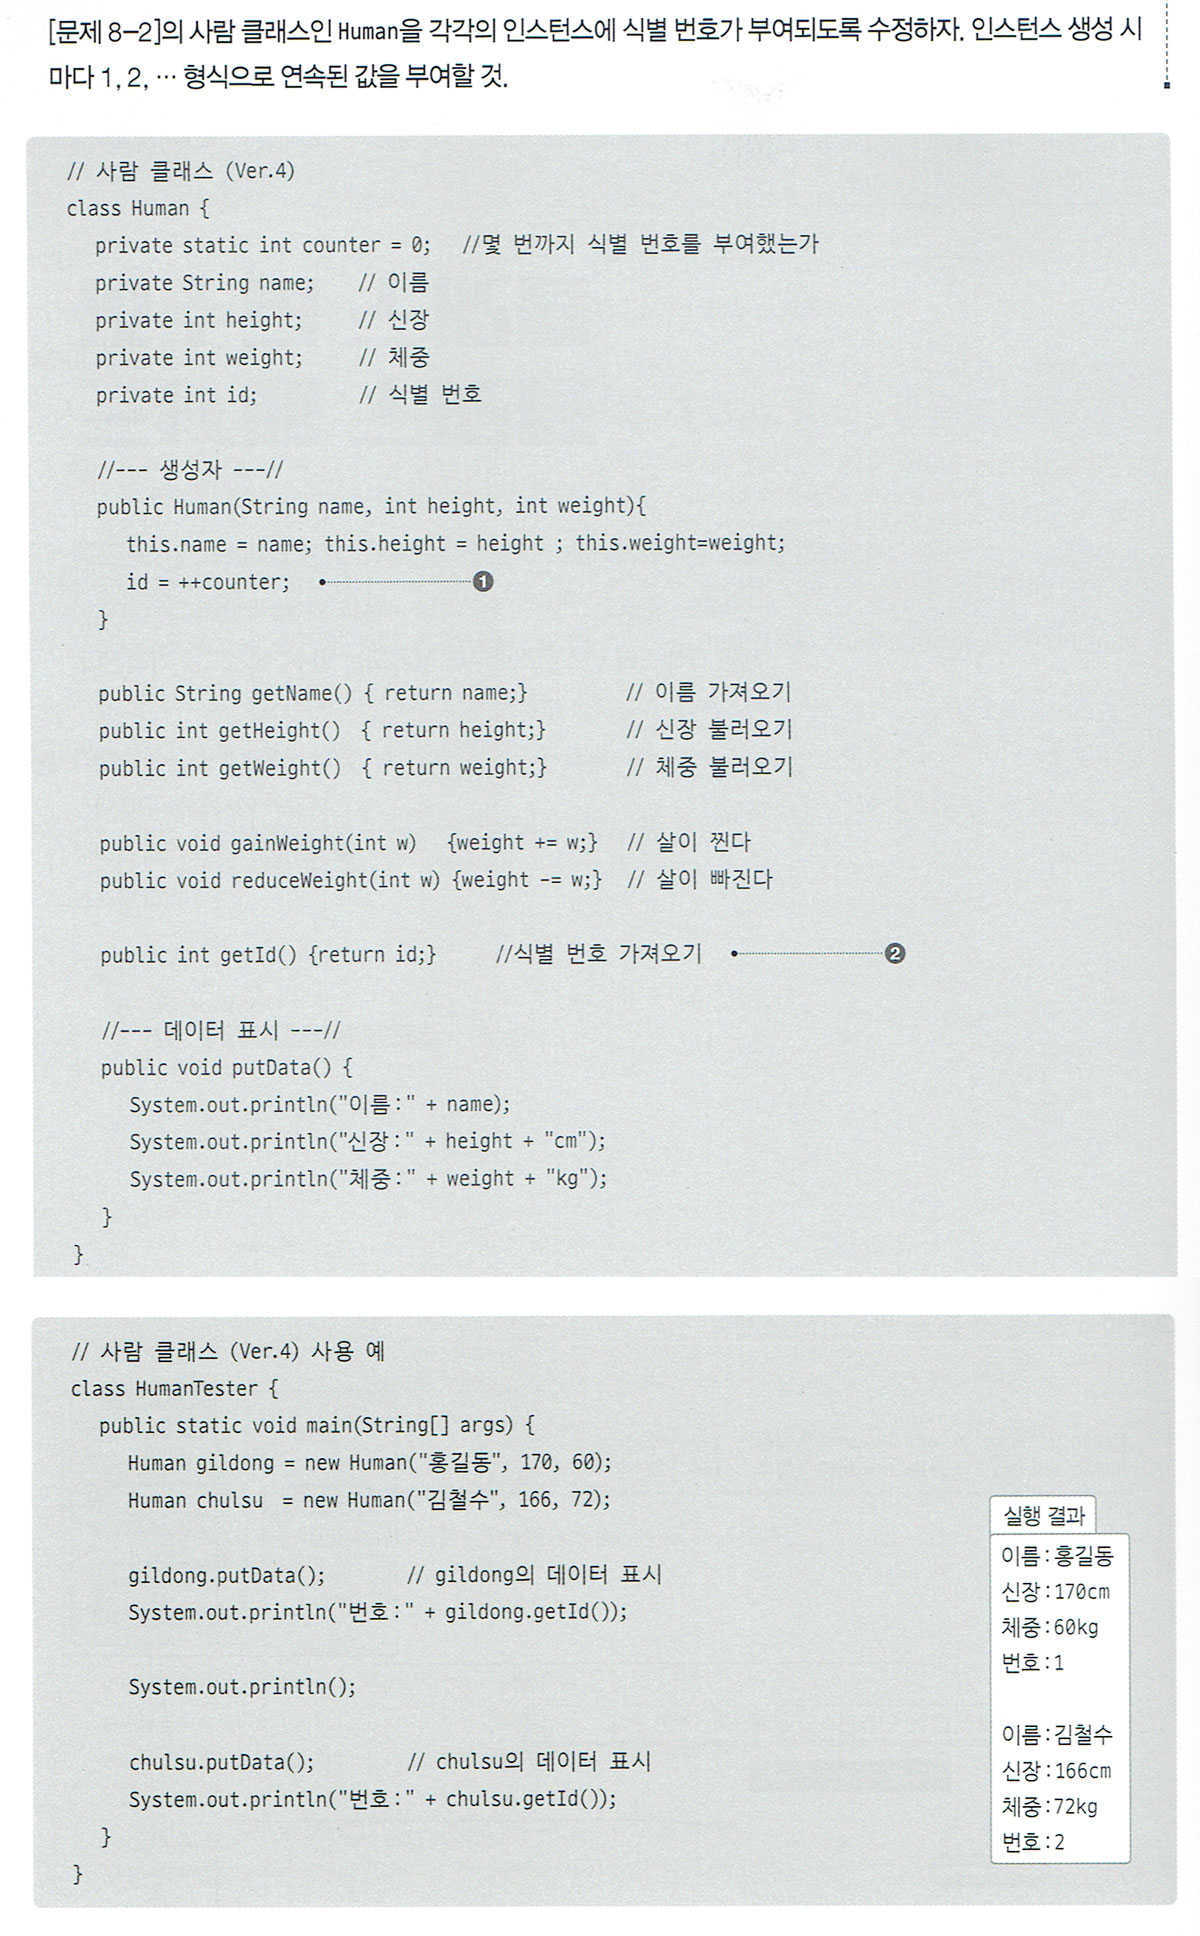 [문제 8-2]의 사람 클래스인 Human을 각각의 인스턴스에 식별 번호가 부여되도록 수정하자. 인스턴스 생성 시
마다 1, 2, … 형식으로 연속된 값을 부여할 것.
// 사람 클래스 (Ver.4)
class Human {
private static int counter = 0; //몇 번까지 식별 번호를 부여했는가
private String name; // 이름
private int height; // 신장
private int weight; // 체중
private int id; // 식별 번호
//--- 생성자 ---//
public Human(String name, int height, int weight){
this.name = name; this.height = height ; this.weight=weight;
id = ++counter; ❶
}
public String getName() { return name;} // 이름 가져오기
public int getHeight() { return height;} // 신장 불러오기
public int getWeight() { return weight;} // 체중 불러오기
public void gainWeight(int w) {weight += w;} // 살이 찐다
public void reduceWeight(int w) {weight -= w;} // 살이 빠진다
public int getId() {return id;} //식별 번호 가져오기 ❷
//--- 데이터 표시 ---//
public void putData() {
System.out.println("이름:" + name);
System.out.println("신장:" + height + "cm");
System.out.println("체중:" + weight + "kg");
}
}
// 사람 클래스 (Ver.4) 사용 예
class HumanTester {
public static void main(String[] args) {
Human gildong = new Human("홍길동", 170, 60);
Human chulsu = new Human("김철수", 166, 72);
gildong.putData(); // gildong의 데이터 표시
System.out.println("번호:" + gildong.getId());
System.out.println();
chulsu.putData(); // chulsu의 데이터 표시
System.out.println("번호:" + chulsu.getId());
}
}
실행 결과
이름:홍길동
신장:170cm
체중:60kg
번호:1
이름:김철수
신장:166cm
체중:72kg
번호:2